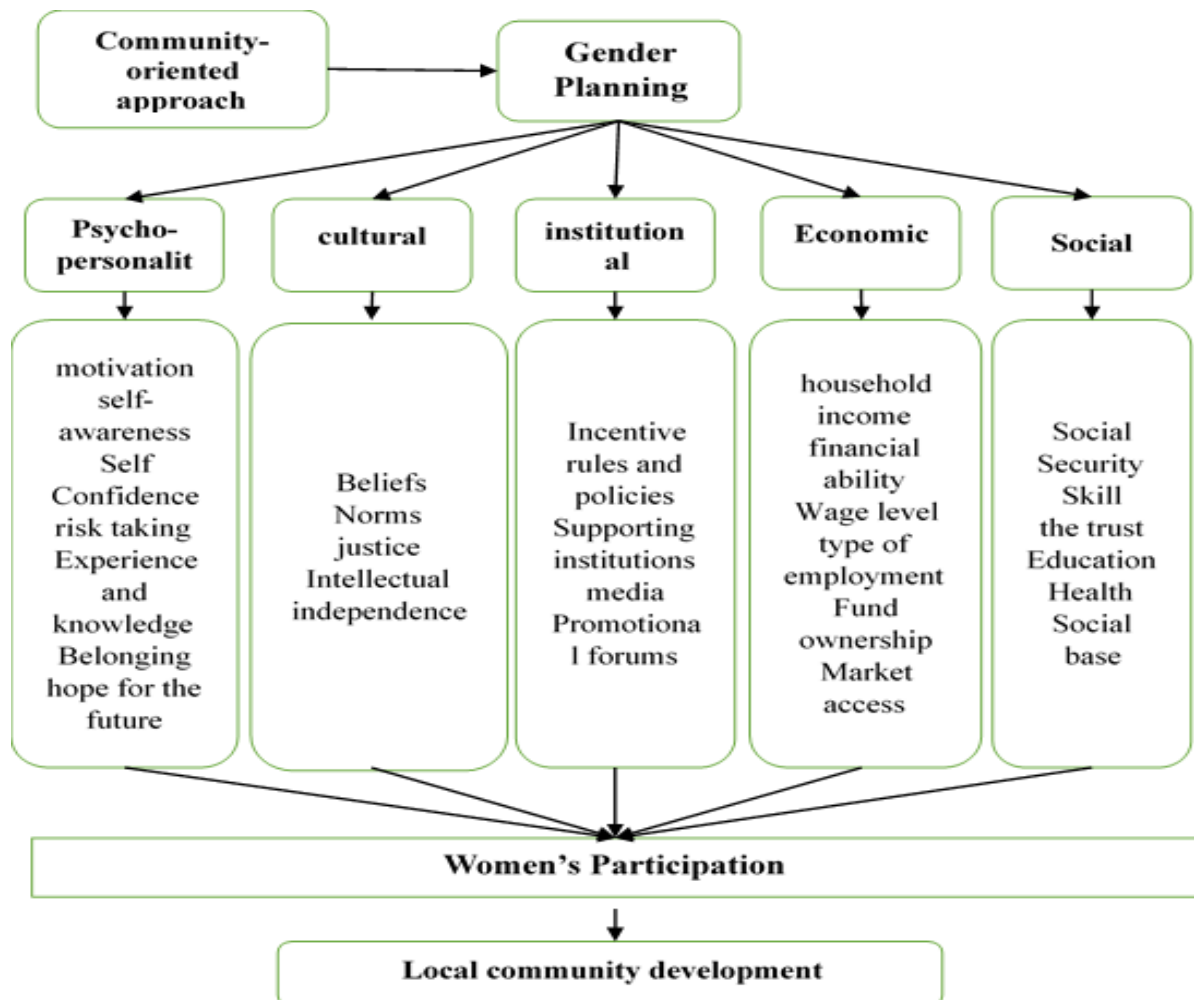 Community-
oriented
approach
Gender
Planning
Psycho-
personalit
cultural
institution
al
Economic
Social
motivation
self-
awareness
Self
Confidence
risk taking
Experience
and
knowledge
Belonging
hope for the
future
Beliefs
Norms
justice
Intellectual
independence
Incentive
rules and
policies
Supporting
institutions
media
Promotiona
l forums
household
income
financial
ability
Wage level
type of
employment
Fund
ownership
Market
access
Social
Security
Skill
the trust
Education
Health
Social
base
Women’s Participation
Local community development